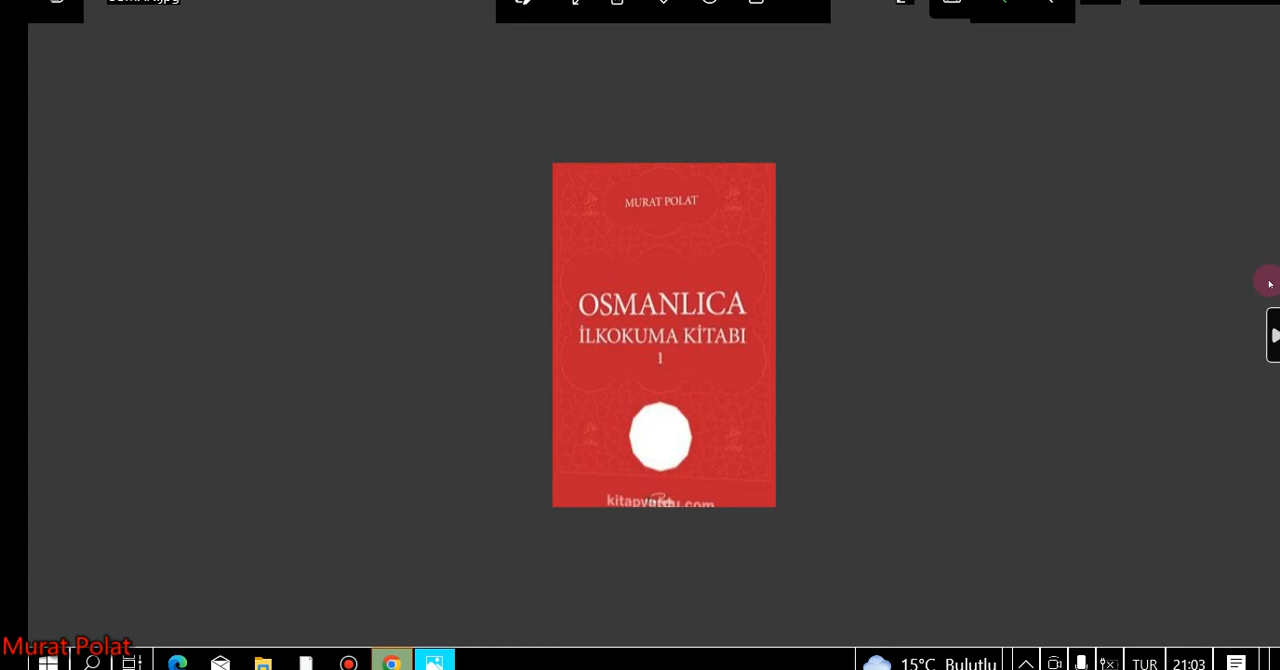 MURAT POLAT
OSMANLICA
İLKOKUMA KİTABI
1
Murat Polat
15°C Bulutlu
TUR
21:03